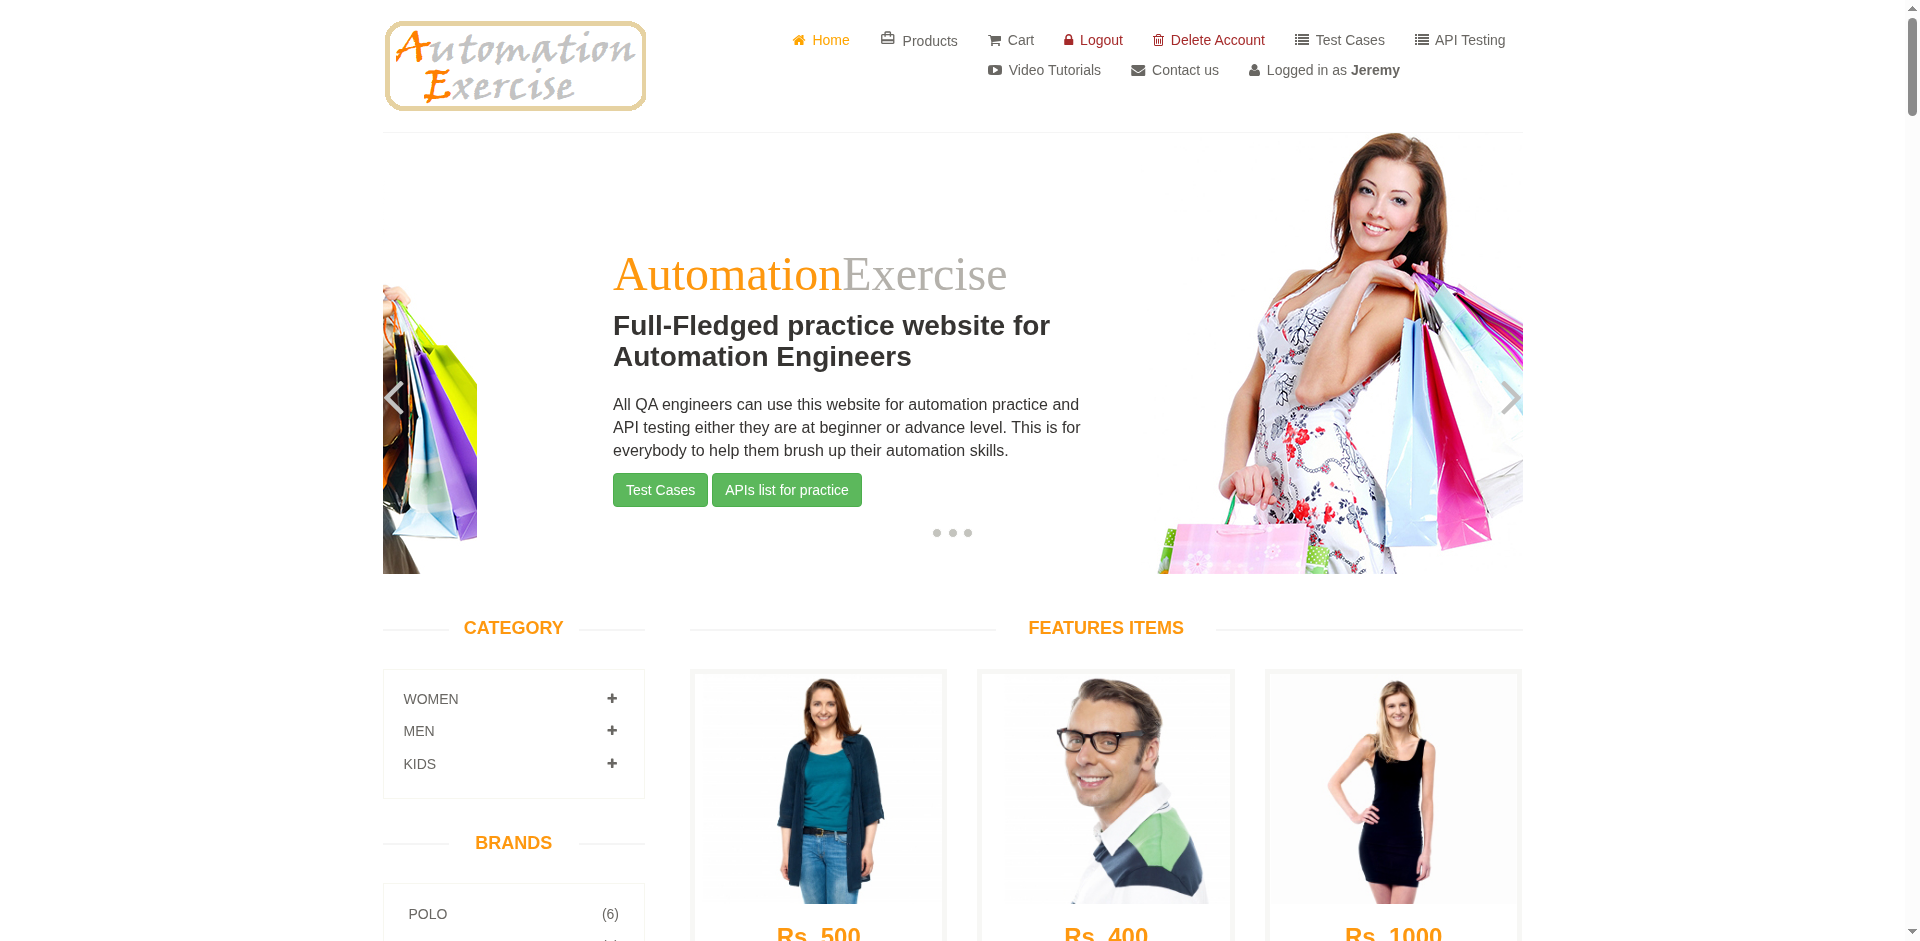 Automation
Exercise
Home
Products
Cart
Logout
Delete Account
Test Cases
API Testing
Video Tutorials
Contact us
Logged in as Jeremy
AutomationExercise
Full-Fledged practice website for
Automation Engineers
All QA engineers can use this website for automation practice and
API testing either they are at beginner or advance level. This is for
everybody to help them brush up their automation skills.
Test Cases
APIs list for practice
CATEGORY
WOMEN
MEN
KIDS
BRANDS
POLO (6)
FEATURES ITEMS
Rs. 500
Rs. 400
Rs. 1000